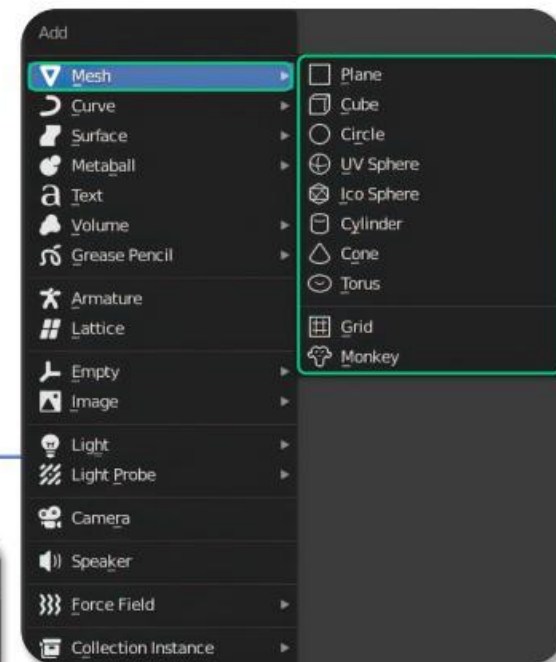 Add
Mesh
Curve
Surface
Metaball
Text
Volume
Grease Pencil
Armature
Lattice
Empty
Image
Light
Light Probe
Camera
Speaker
Force Field
Collection Instance
Plane
Cube
Circle
UV Sphere
Ico Sphere
Cylinder
Cone
Torus
Grid
Monkey